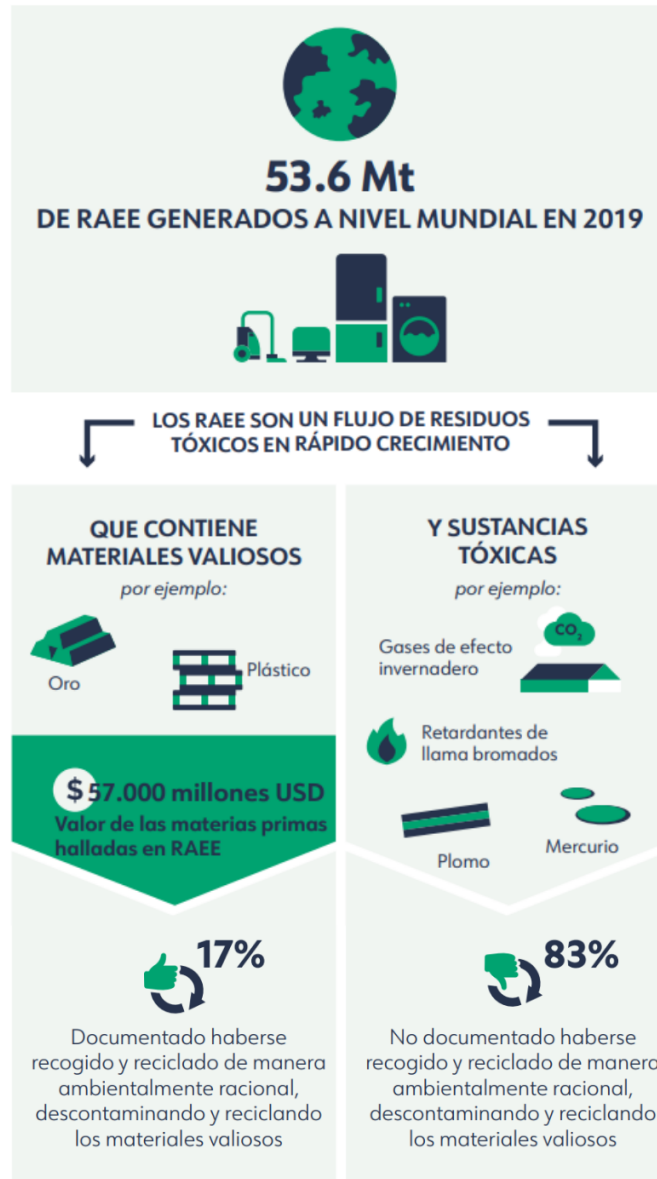 53.6 Mt
DE RAEE GENERADOS A NIVEL MUNDIAL EN 2019
LOS RAEE SON UN FLUJO DE RESIDUOS
TÓXICOS EN RÁPIDO CRECIMIENTO
QUE CONTIENE
MATERIALES VALIOSOS
por ejemplo:
Oro
Plástico
$ 57.000 millones USD
Valor de las materias primas
halladas en RAEE
17%
Documentado haberse
recogido y reciclado de manera
ambientalmente racional,
descontaminando y reciclando
los materiales valiosos
Y SUSTANCIAS
TÓXICAS
por ejemplo:
CO₂
Gases de efecto
invernadero
Retardantes de
llama bromados
Plomo
Mercurio
83%
No documentado haberse
recogido y reciclado de manera
ambientalmente racional,
descontaminando y reciclando
los materiales valiosos